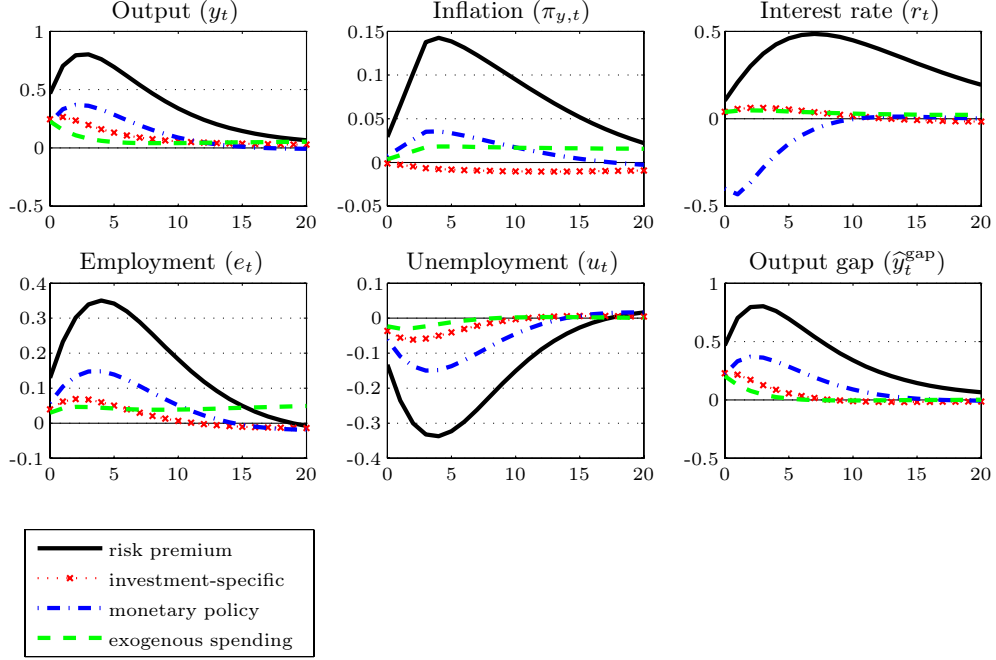 Output (y_t)
1
0.5
0
-0.5
0 5 10 15 20
Inflation (π_{y,t})
0.15
0.1
0.05
0
-0.05
0 5 10 15 20
Interest rate (r_t)
0.5
0
0.5
0 5 10 15 20
Employment (e_t)
0.4
0.3
0.2
0.1
0
-0.1
0 5 10 15 20
Unemployment (u_t)
0
-0.1
-0.2
-0.3
-0.4
0 5 10 15 20
Output gap (ŷ_t^{gap})
1
0.5
0
0.5
0 5 10 15 20
risk premium
investment-specific
monetary policy
exogenous spending